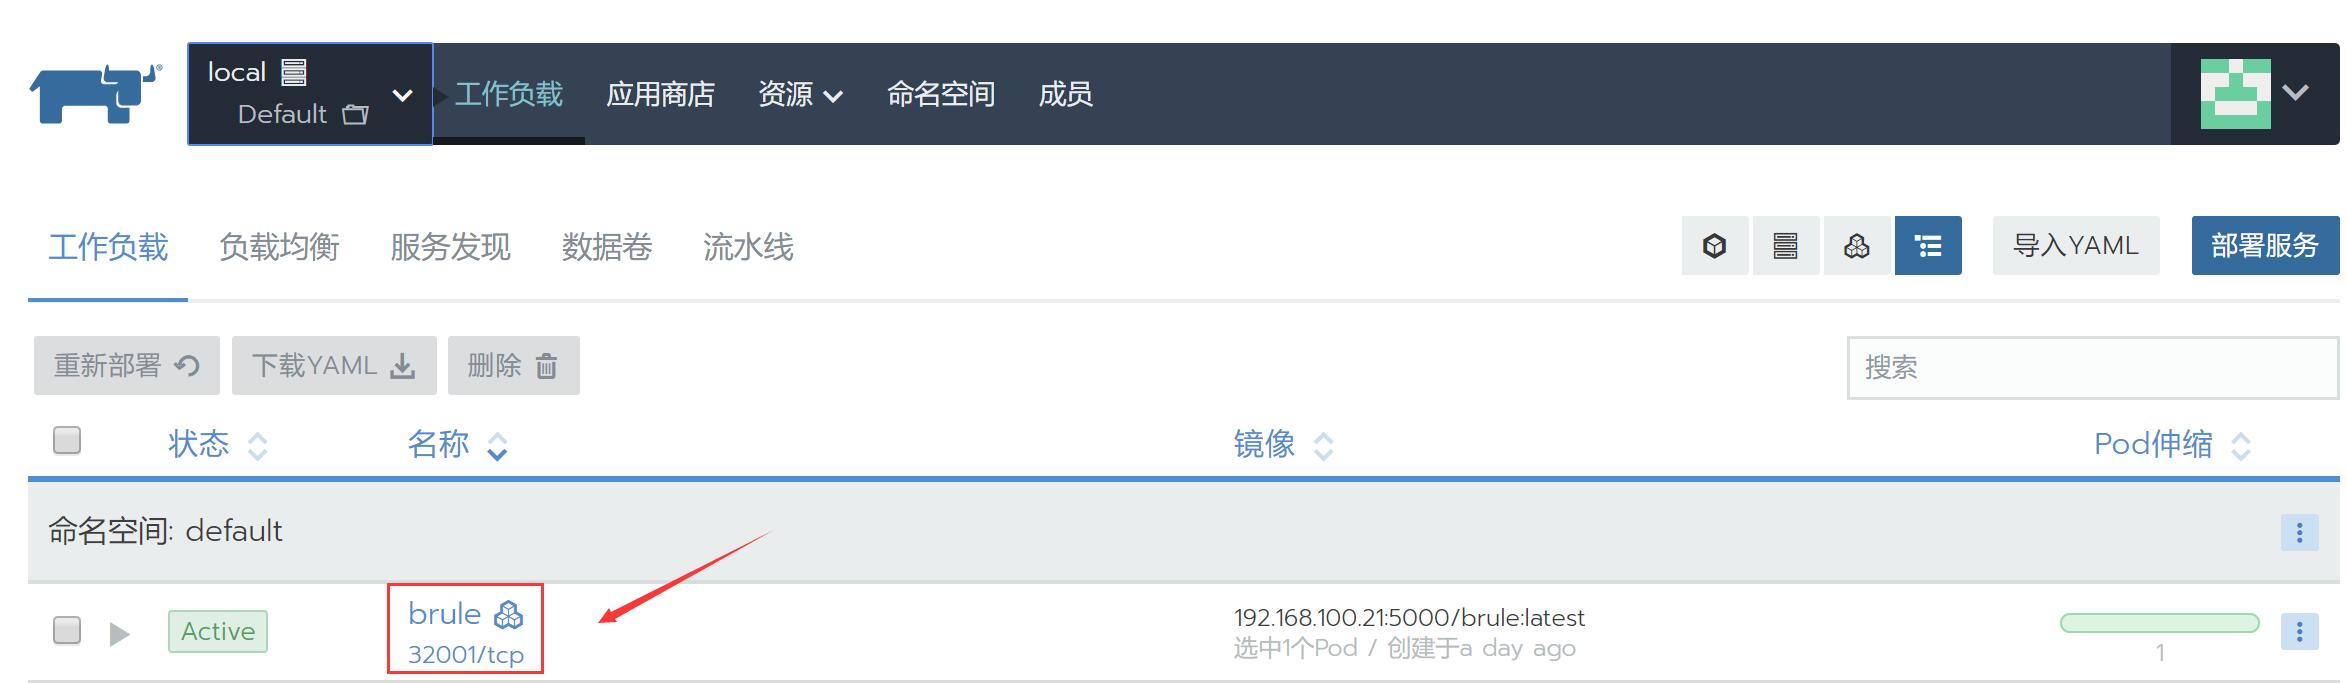 local
Default
工作负载 应用商店 资源 命名空间 成员
工作负载 负载均衡 服务发现 数据卷 流水线
导入YAML 部署服务
重新部署 下载YAML 删除
搜索
状态 名称 镜像 Pod伸缩
命名空间: default
Active
brule
32001/tcp
192.168.100.21:5000/brule:latest
选中1个Pod / 创建于a day ago
1